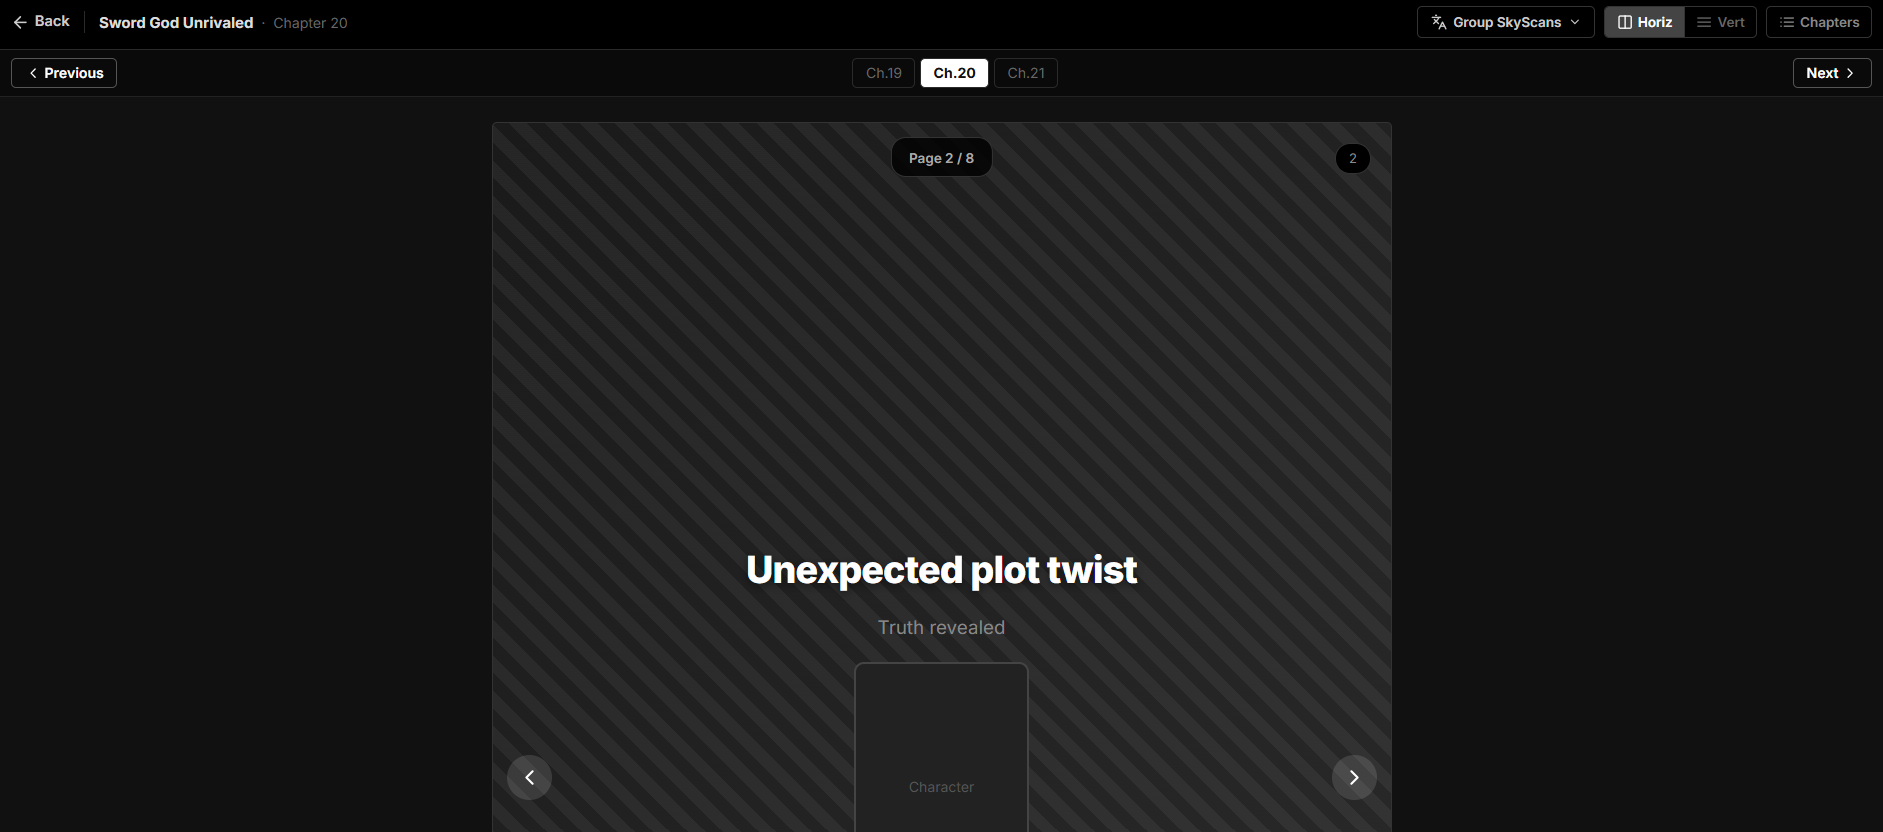 Back
Sword God Unrivaled · Chapter 20
Group SkyScans
Horiz
Vert
Chapters
Previous
Ch.19
Ch.20
Ch.21
Next
Page 2 / 8
2
Unexpected plot twist
Truth revealed
Character